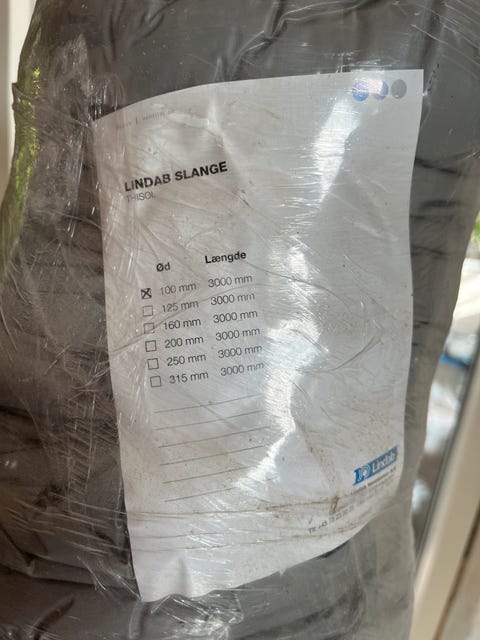 LINDAB SLANGE
THISOL
Ød Længde
☒ 100 mm 3000 mm
☐ 125 mm 3000 mm
☐ 160 mm 3000 mm
☐ 200 mm 3000 mm
☐ 250 mm 3000 mm
☐ 315 mm 3000 mm
Lindab